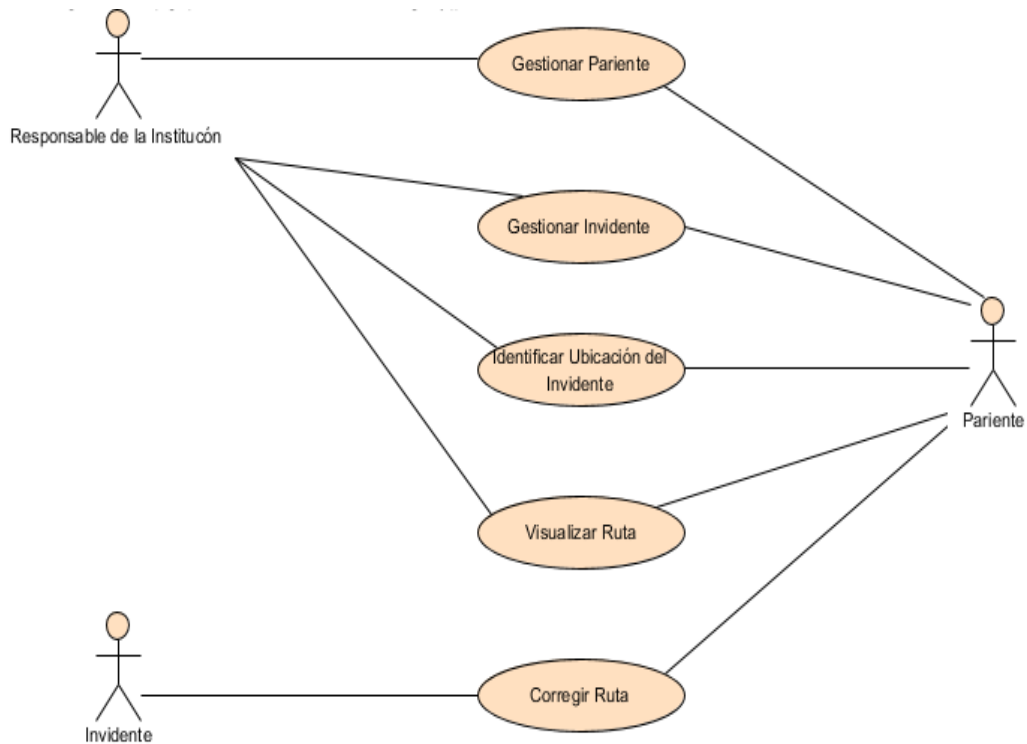 Gestionar Pariente
Responsable de la Institucón
Gestionar Invidente
Identificar Ubicación del
Invidente
Pariente
Visualizar Ruta
Corregir Ruta
Invidente